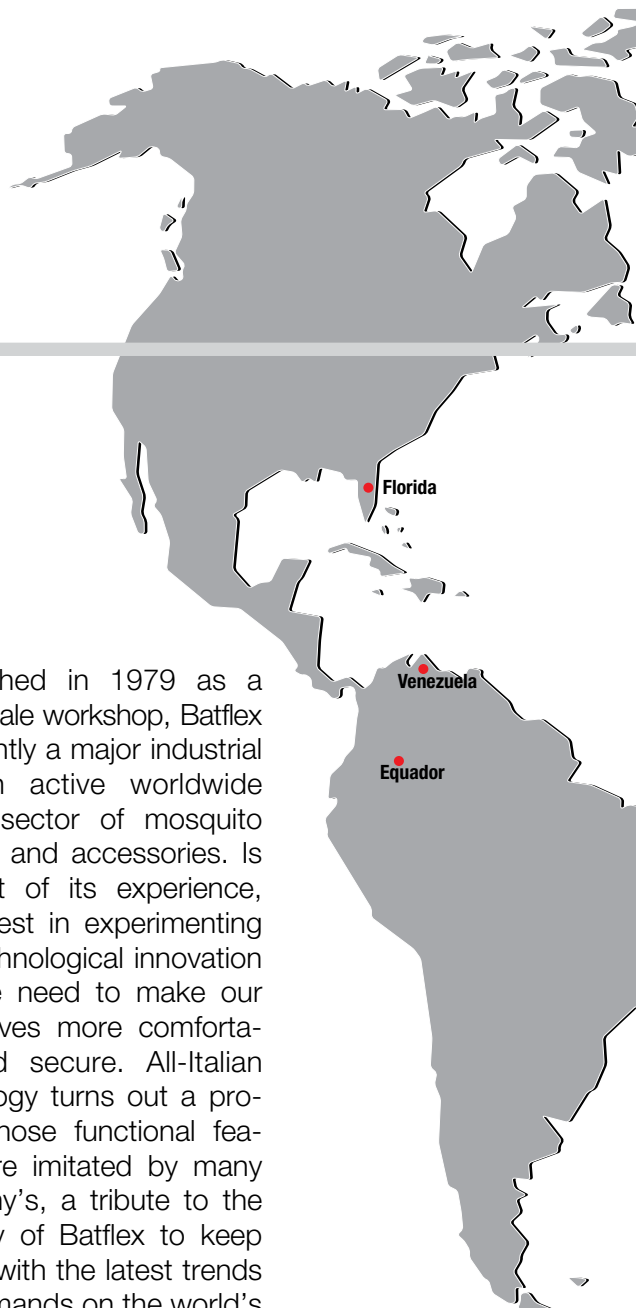 Florida
Venezuela
Equador
hed in 1979 as a
ale workshop, Batflex
ntly a major industrial
active worldwide
sector of mosquito
and accessories. Is
t of its experience,
est in experimenting
chnological innovation
e need to make our
ves more comforta-
d secure. All-Italian
ogy turns out a pro-
hose functional fea-
re imitated by many
ny's, a tribute to the
y of Batflex to keep
with the latest trends
mands on the world's